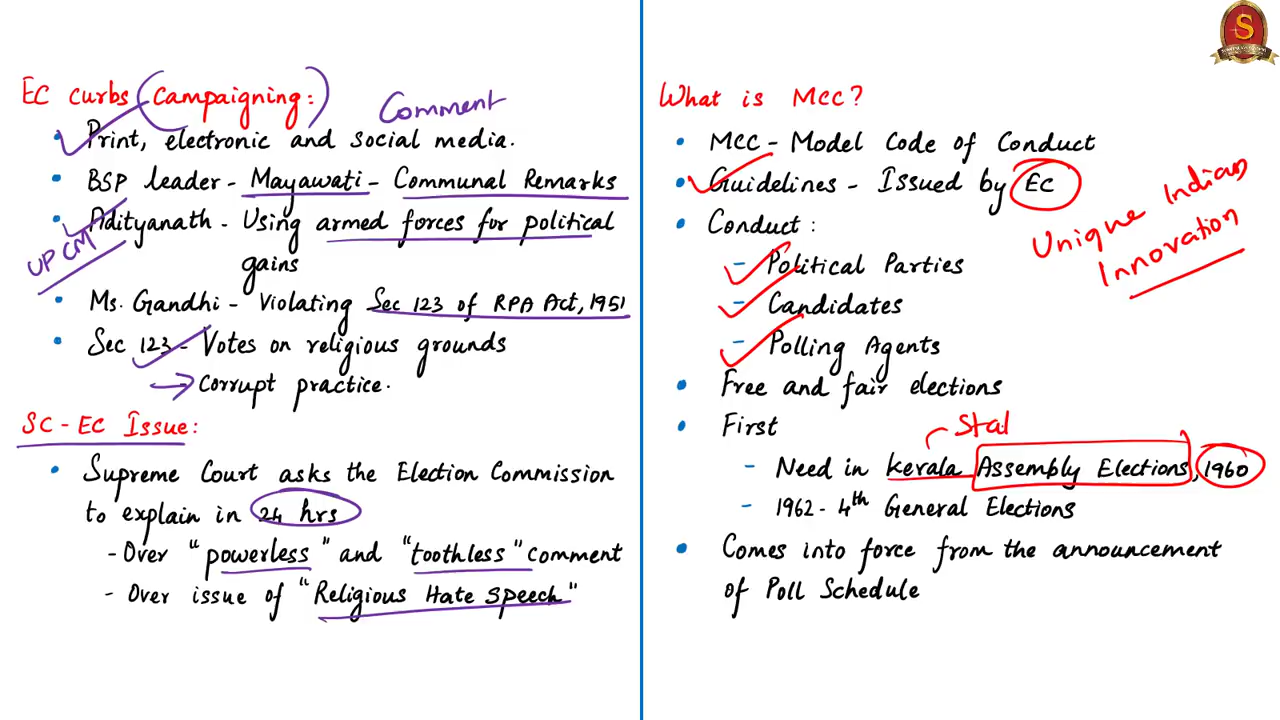 EC curbs (Campaigning:)
Comment
• Print, electronic and social media.
• BSP leader - Mayawati - Communal Remarks
• Adityanath - Using armed forces for political
UP CM
gains
• Ms. Gandhi - Violating Sec 123 of RPA Act, 1951
• Sec 123 - Votes on religious grounds
→ Corrupt practice.
SC - EC Issue:
• Supreme Court asks the Election Commission
to explain in 24 hrs
- Over "powerless" and "toothless" comment
- Over issue of "Religious Hate Speech"
What is MCC?
• MCC - Model Code of Conduct
• Guidelines - Issued by EC
Unique Indian
Innovation
• Conduct:
- Political Parties
- Candidates
- Polling Agents
• Free and fair elections
• First
Stal
- Need in kerala Assembly Elections, 1960
- 1962 - 4th General Elections
• Comes into force from the announcement
of Poll Schedule
S